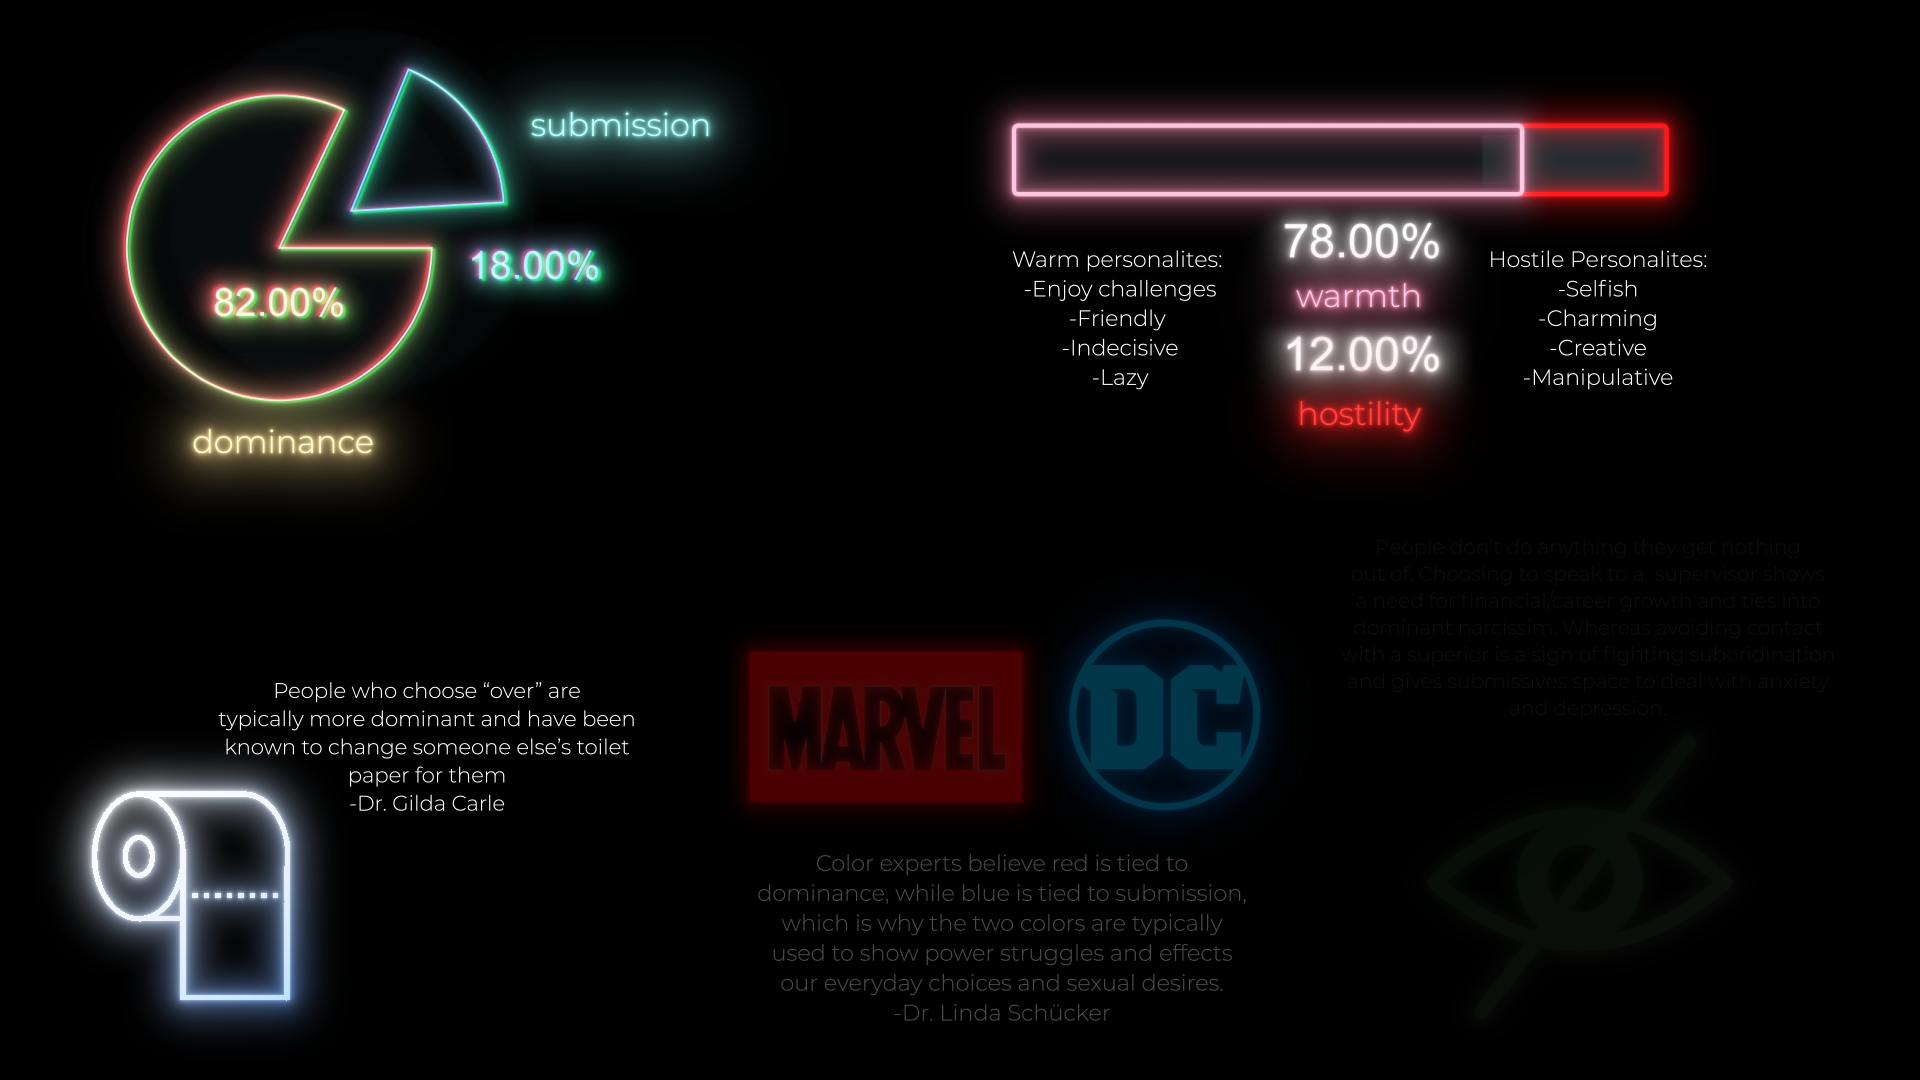 submission
18.00%
82.00%
dominance
78.00%
warmth
12.00%
hostility
Warm personalites:
-Enjoy challenges
-Friendly
-Indecisive
-Lazy
Hostile Personalites:
-Selfish
-Charming
-Creative
-Manipulative
People who choose “over” are
typically more dominant and have been
known to change someone else’s toilet
paper for them
-Dr. Gilda Carle
MARVEL
DC
Color experts believe red is tied to
dominance, while blue is tied to submission,
which is why the two colors are typically
used to show power struggles and effects
our everyday choices and sexual desires.
-Dr. Linda Schücker
People don't do anything they get nothing
out of. Choosing to speak to a supervisor shows
a need for financial/career growth and ties into
dominant narcissim. Whereas avoiding contact
with a superior is a sign of fighting suboridination
and gives submissives space to deal with anxiety
and depression.